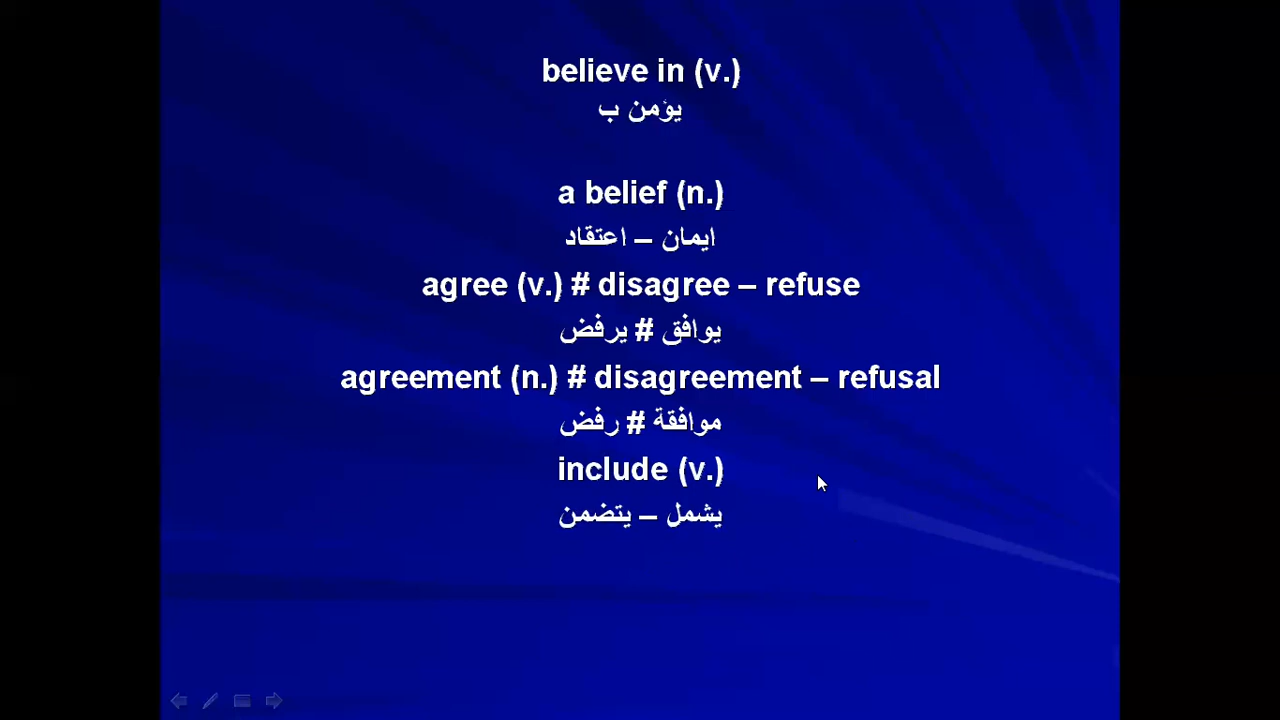 believe in (v.)
يؤمن ب
a belief (n.)
ايمان – اعتقاد
agree (v.) # disagree – refuse
يوافق # يرفض
agreement (n.) # disagreement – refusal
موافقة # رفض
include (v.)
يشمل – يتضمن